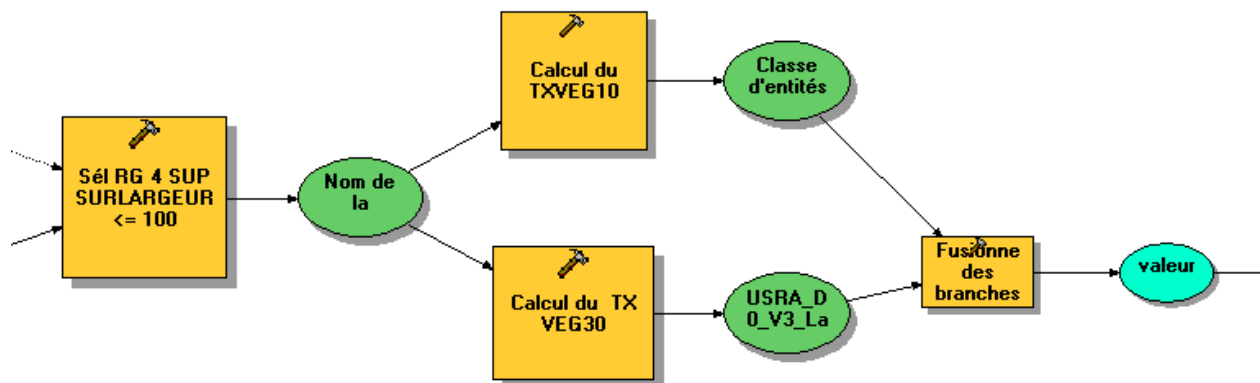 Calcul du
TXVEG10
Classe
d'entités
Sél RG 4 SUP
SURLARGEUR
<= 100
Nom de
la
Fusionne
des
branches
valeur
Calcul du TX
VEG30
USRA_D
0_V3_La